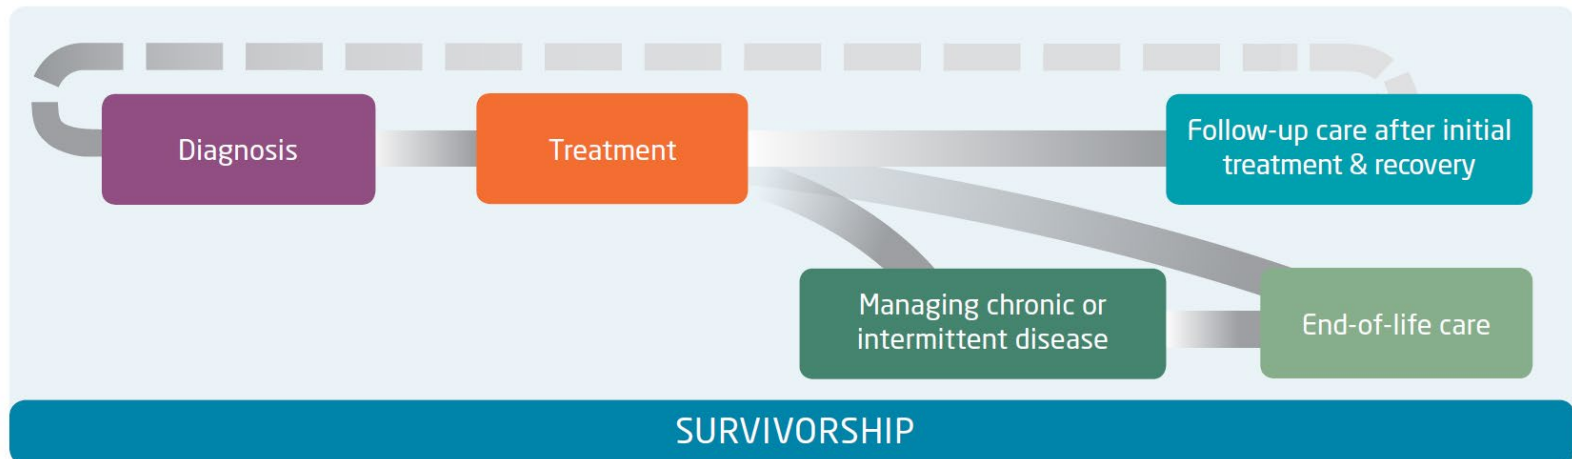 Diagnosis
Treatment
Follow-up care after initial
treatment & recovery
Managing chronic or
intermittent disease
End-of-life care
SURVIVORSHIP